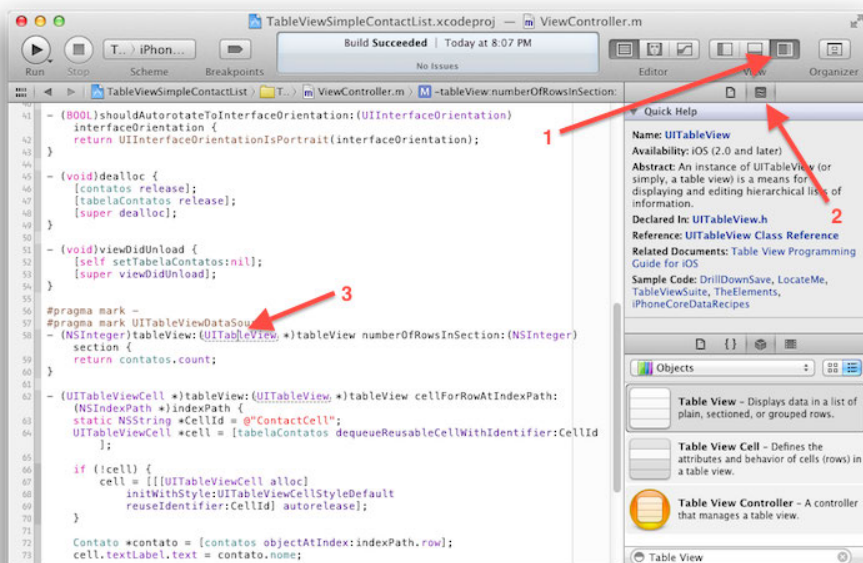 TableViewSimpleContactList.xcodeproj — ViewController.m
T... 〉 iPhon...
Build Succeeded | Today at 8:07 PM
No Issues
Run Stop Scheme Breakpoints Editor View Organizer
TableViewSimpleContactList 〉 T... 〉 ViewController.m 〉 M -tableView:numberOfRowsInSection:
41 - (BOOL)shouldAutorotateToInterfaceOrientation:(UIInterfaceOrientation)
interfaceOrientation {
42 return UIInterfaceOrientationIsPortrait(interfaceOrientation);
43 }
44
45 - (void)dealloc {
46 [contatos release];
47 [tabelaContatos release];
48 [super dealloc];
49 }
50
51 - (void)viewDidUnload {
52 [self setTabelaContatos:nil];
53 [super viewDidUnload];
54 }
55
56 #pragma mark -
57 #pragma mark UITableViewDataSou
58 - (NSInteger)tableView:(UITableView *)tableView numberOfRowsInSection:(NSInteger)
section {
59 return contatos.count;
60 }
61
62 - (UITableViewCell *)tableView:(UITableView *)tableView cellForRowAtIndexPath:
(NSIndexPath *)indexPath {
63 static NSString *CellId = @"ContactCell";
64 UITableViewCell *cell = [tabelaContatos dequeueReusableCellWithIdentifier:CellId
];
65
66 if (!cell) {
67 cell = [[[UITableViewCell alloc]
68 initWithStyle:UITableViewCellStyleDefault
69 reuseIdentifier:CellId] autorelease];
70 }
71
72 Contato *contato = [contatos objectAtIndex:indexPath.row];
73 cell.textLabel.text = contato.nome;
1
2
3
Quick Help
Name: UITableView
Availability: iOS (2.0 and later)
Abstract: An instance of UITableView (or
simply, a table view) is a means for
displaying and editing hierarchical lists of
information.
Declared In: UITableView.h
Reference: UITableView Class Reference
Related Documents: Table View Programming
Guide for iOS
Sample Code: DrillDownSave, LocateMe,
TableViewSuite, TheElements,
iPhoneCoreDataRecipes
{}
Objects
Table View – Displays data in a list of
plain, sectioned, or grouped rows.
Table View Cell – Defines the
attributes and behavior of cells (rows) in
a table view.
Table View Controller – A controller
that manages a table view.
Table View